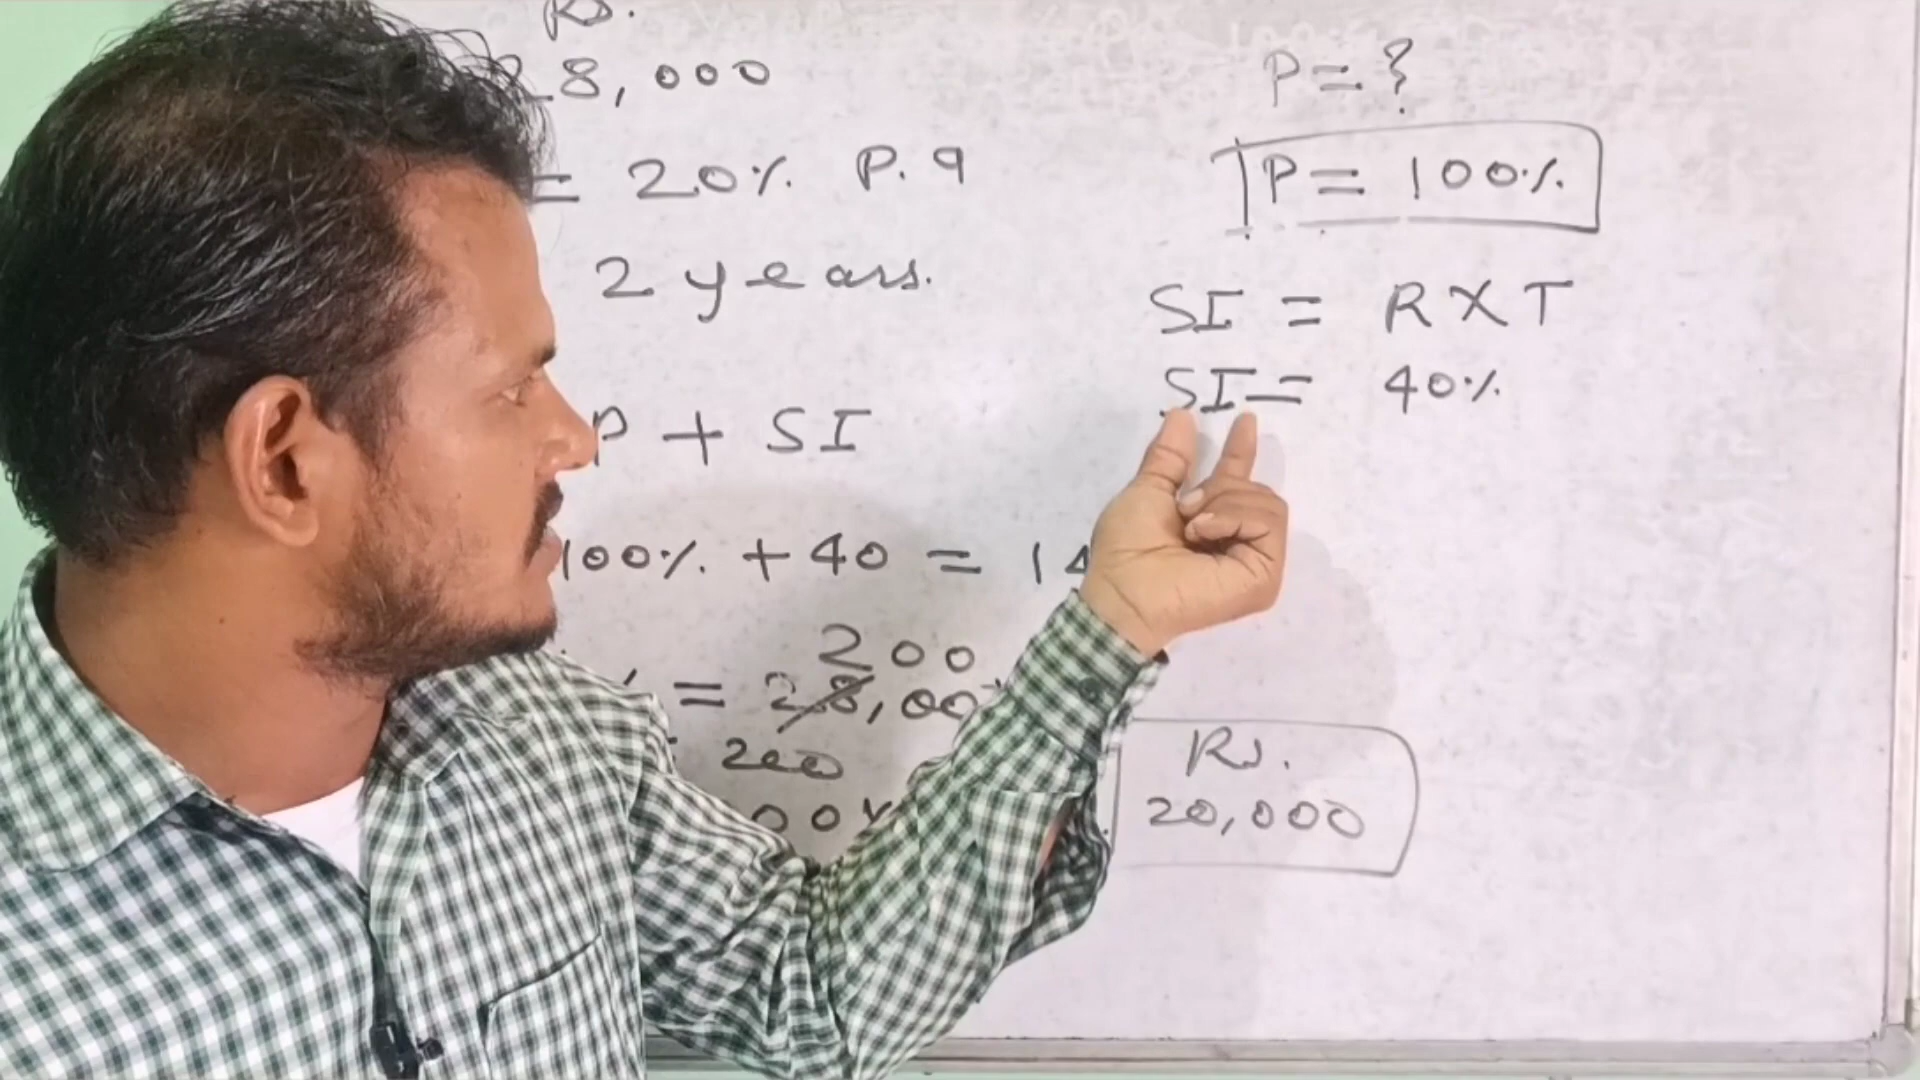 Rs.
28,000
= 20% P.a
2 years.
P + SI
100% + 40 = 14
200
= 28,00
200
00%
P = ?
P = 100%
SI = R X T
SI = 40%
Rs.
20,000